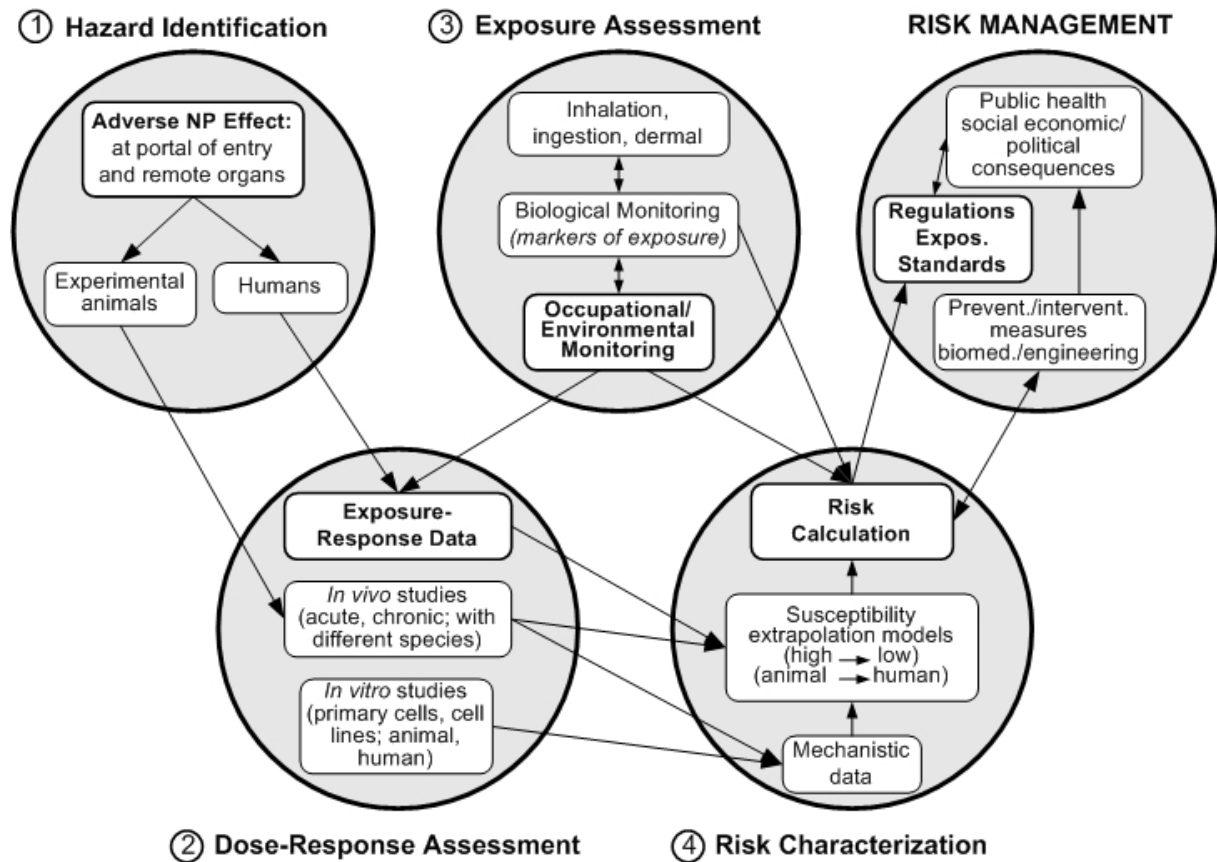 ① Hazard Identification
Adverse NP Effect:
at portal of entry
and remote organs
Experimental
animals
Humans
③ Exposure Assessment
Inhalation,
ingestion, dermal
Biological Monitoring
(markers of exposure)
Occupational/
Environmental
Monitoring
RISK MANAGEMENT
Public health
social economic/
political
consequences
Regulations
Expos.
Standards
Prevent./intervent.
measures
biomed./engineering
Exposure-
Response Data
In vivo studies
(acute, chronic; with
different species)
In vitro studies
(primary cells, cell
lines; animal,
human)
② Dose-Response Assessment
Risk
Calculation
Susceptibility
extrapolation models
(high → low)
(animal → human)
Mechanistic
data
④ Risk Characterization